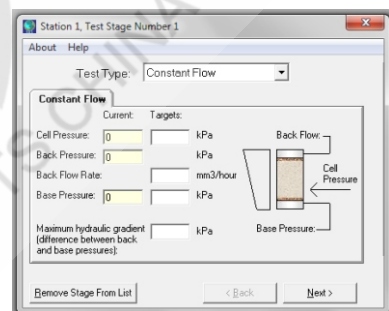 Station 1, Test Stage Number 1
About Help
Test Type: Constant Flow
Constant Flow
Current: Targets:
Cell Pressure: 0 kPa
Back Pressure: 0 kPa
Back Flow Rate: mm3/hour
Base Pressure: 0 kPa
Maximum hydraulic gradient
(difference between back kPa
and base pressures):
Back Flow:
Cell
Pressure
Base Pressure:
Remove Stage From List < Back Next >
TS CHINA